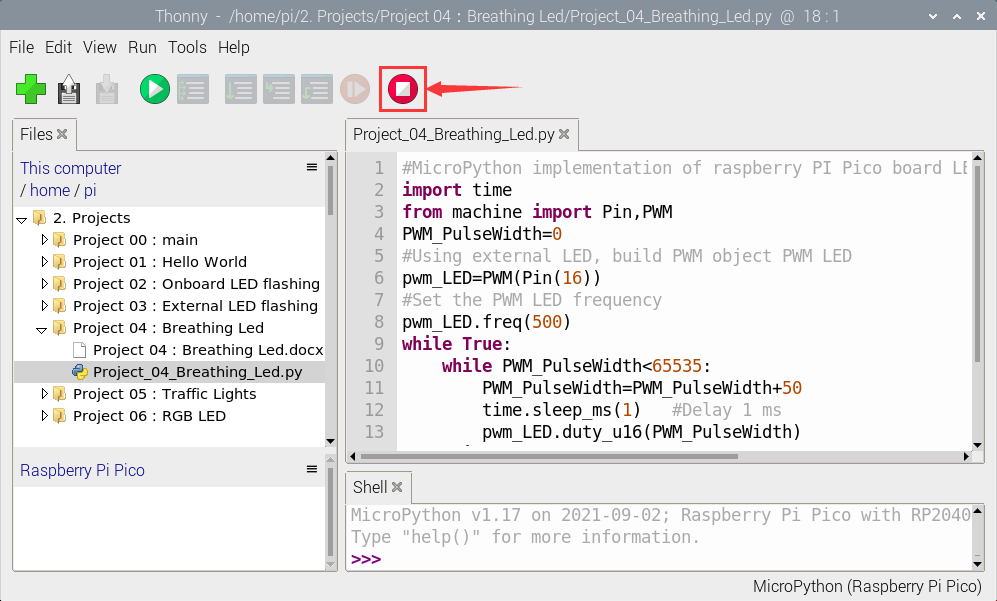 Thonny - /home/pi/2. Projects/Project 04 : Breathing Led/Project_04_Breathing_Led.py @ 18 : 1
File Edit View Run Tools Help
Files
This computer
/ home / pi
2. Projects
Project 00 : main
Project 01 : Hello World
Project 02 : Onboard LED flashing
Project 03 : External LED flashing
Project 04 : Breathing Led
Project 04 : Breathing Led.docx
Project_04_Breathing_Led.py
Project 05 : Traffic Lights
Project 06 : RGB LED
Raspberry Pi Pico
Project_04_Breathing_Led.py
1 #MicroPython implementation of raspberry PI Pico board LE
2 import time
3 from machine import Pin,PWM
4 PWM_PulseWidth=0
5 #Using external LED, build PWM object PWM LED
6 pwm_LED=PWM(Pin(16))
7 #Set the PWM LED frequency
8 pwm_LED.freq(500)
9 while True:
10 while PWM_PulseWidth<65535:
11 PWM_PulseWidth=PWM_PulseWidth+50
12 time.sleep_ms(1) #Delay 1 ms
13 pwm_LED.duty_u16(PWM_PulseWidth)
Shell
MicroPython v1.17 on 2021-09-02; Raspberry Pi Pico with RP2040
Type "help()" for more information.
>>>
MicroPython (Raspberry Pi Pico)